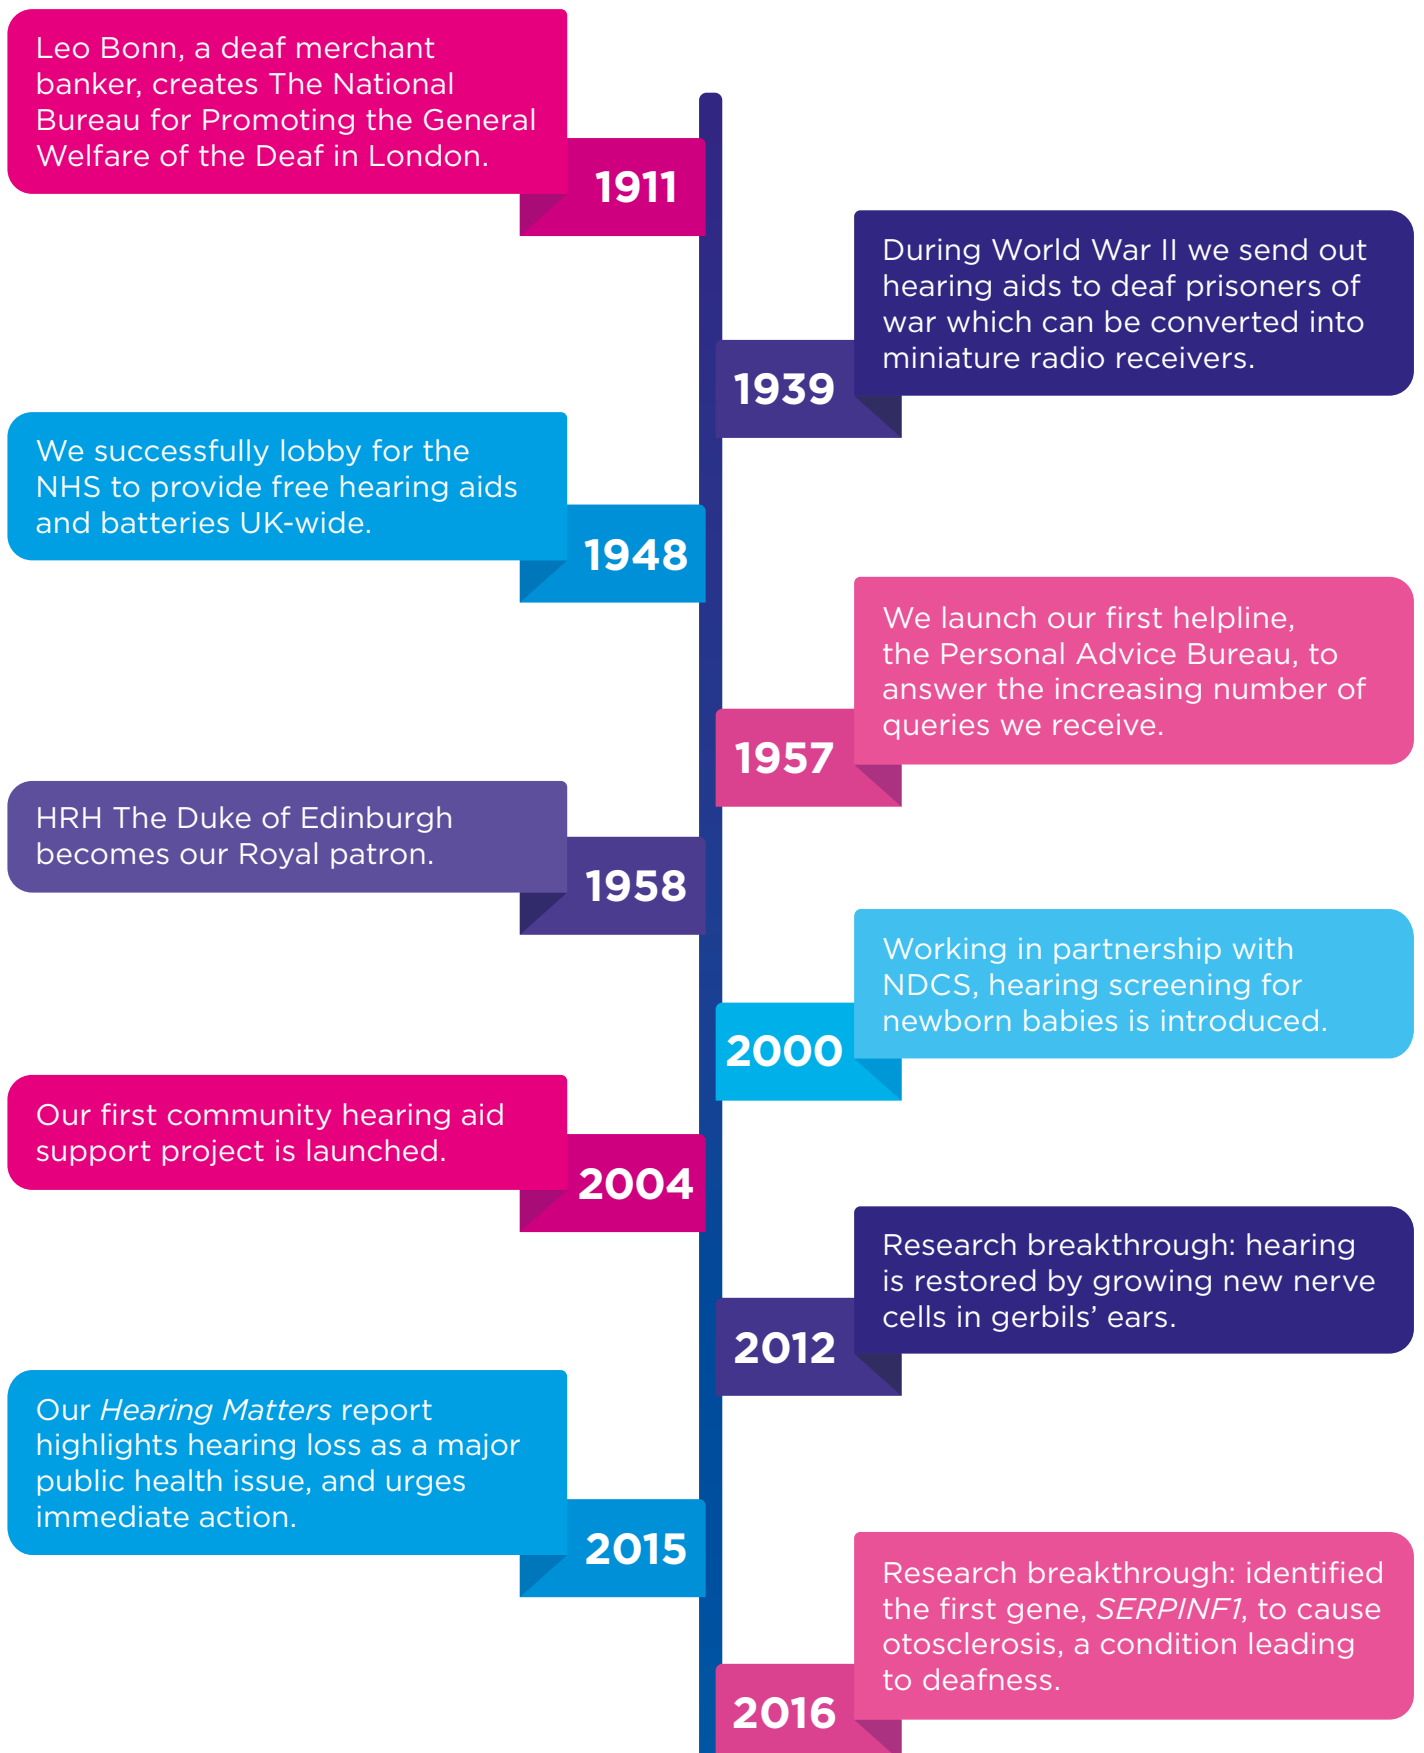 Leo Bonn, a deaf merchant
banker, creates The National
Bureau for Promoting the General
Welfare of the Deaf in London.
1911
During World War II we send out
hearing aids to deaf prisoners of
war which can be converted into
miniature radio receivers.
1939
We successfully lobby for the
NHS to provide free hearing aids
and batteries UK-wide.
1948
We launch our first helpline,
the Personal Advice Bureau, to
answer the increasing number of
queries we receive.
1957
HRH The Duke of Edinburgh
becomes our Royal patron.
1958
Working in partnership with
NDCS, hearing screening for
newborn babies is introduced.
2000
Our first community hearing aid
support project is launched.
2004
Research breakthrough: hearing
is restored by growing new nerve
cells in gerbils’ ears.
2012
Our Hearing Matters report
highlights hearing loss as a major
public health issue, and urges
immediate action.
2015
Research breakthrough: identified
the first gene, SERPINF1, to cause
otosclerosis, a condition leading
to deafness.
2016